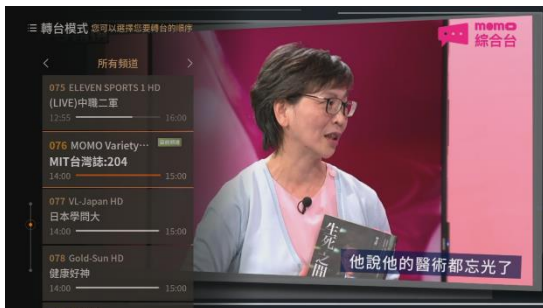 轉台模式 您可以選擇您要轉台的順序
momo
綜合台
所有頻道
075 ELEVEN SPORTS 1 HD
(LIVE)中職二軍
12:55 16:00
076 MOMO Variety…
MIT台灣誌:204
14:00 15:00
077 VL-Japan HD
日本學問大
14:00 15:00
078 Gold-Sun HD
健康好神
14:00 15:00
生死之間
他說他的醫術都忘光了